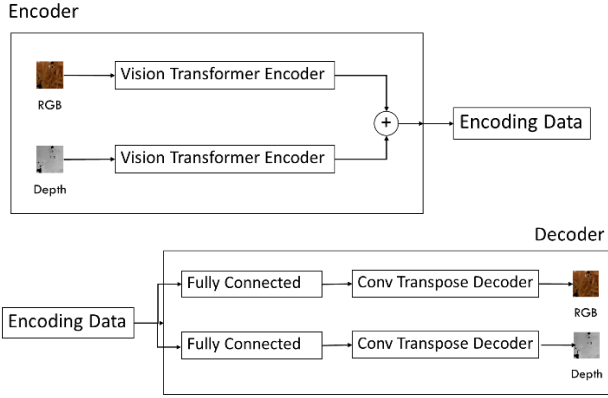 Encoder
Vision Transformer Encoder
RGB
+
Encoding Data
Vision Transformer Encoder
Depth
Decoder
Fully Connected
Conv Transpose Decoder
RGB
Encoding Data
Fully Connected
Conv Transpose Decoder
Depth